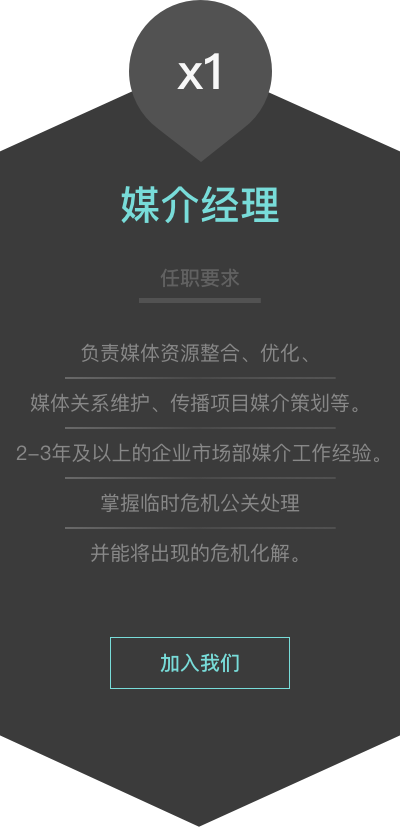 x1
媒介经理
任职要求
负责媒体资源整合、优化、
媒体关系维护、传播项目媒介策划等。
2-3年及以上的企业市场部媒介工作经验。
掌握临时危机公关处理
并能将出现的危机化解。
加入我们